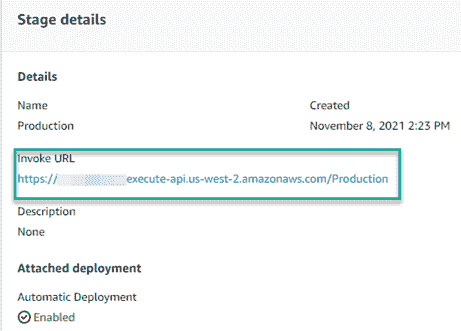 Stage details
Details
Name Created
Production November 8, 2021 2:23 PM
Invoke URL
https:// execute-api.us-west-2.amazonaws.com/Production
Description
None
Attached deployment
Automatic Deployment
Enabled